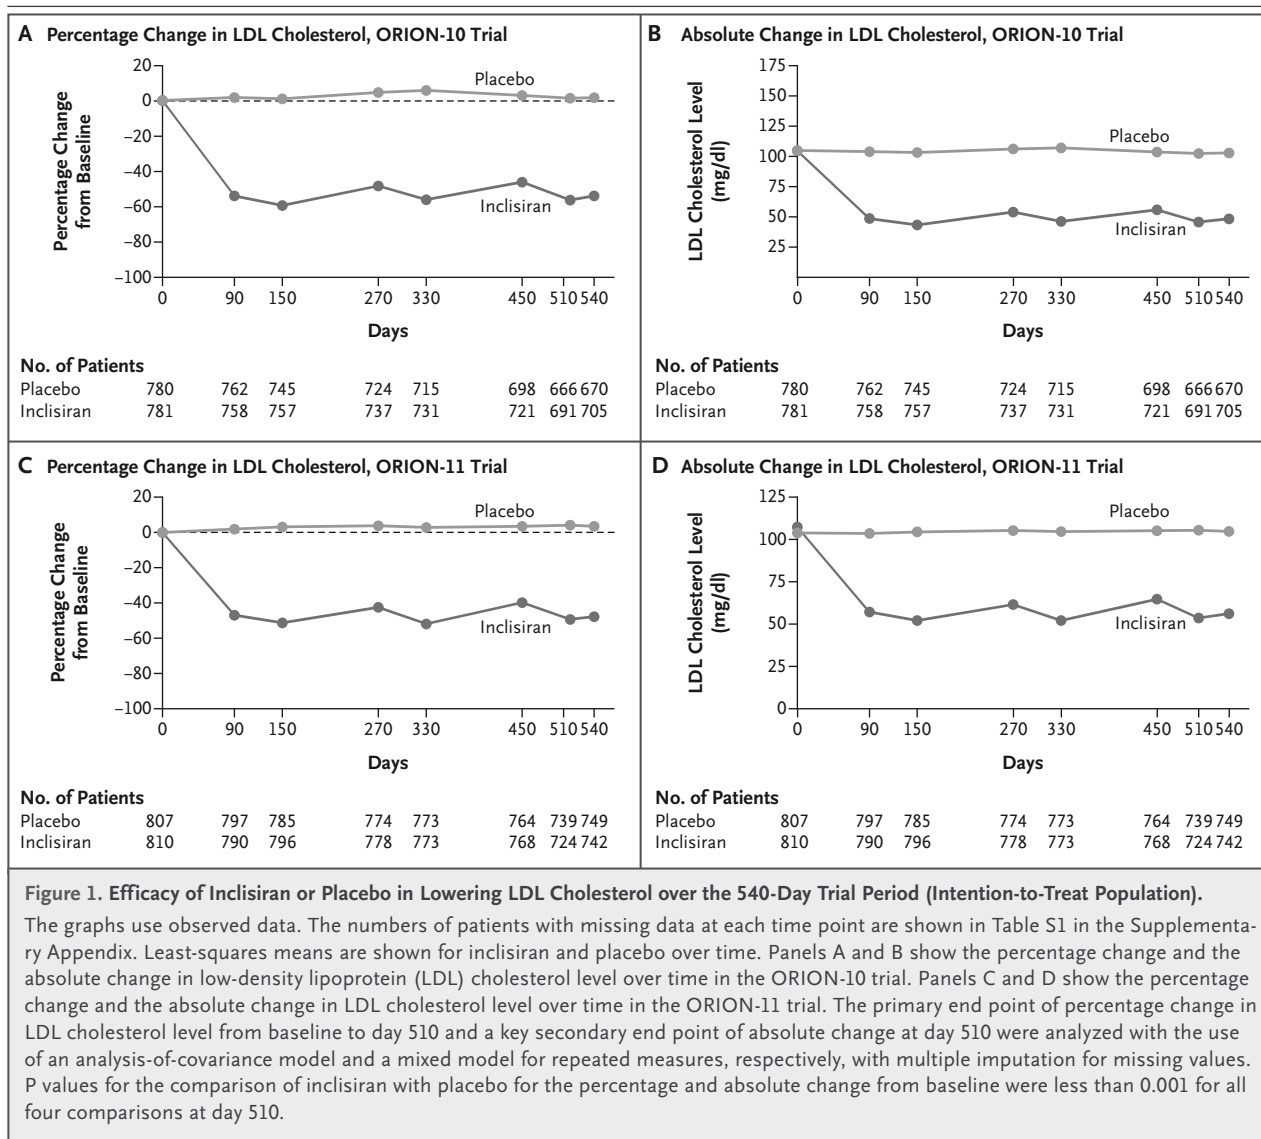 A Percentage Change in LDL Cholesterol, ORION-10 Trial
Percentage Change
from Baseline
20
0
–20
–40
–60
–80
–100
Placebo
Inclisiran
0 90 150 270 330 450 510 540
Days
No. of Patients
Placebo 780 762 745 724 715 698 666 670
Inclisiran 781 758 757 737 731 721 691 705
B Absolute Change in LDL Cholesterol, ORION-10 Trial
LDL Cholesterol Level
(mg/dl)
175
150
125
100
75
50
25
Placebo
Inclisiran
0 90 150 270 330 450 510 540
Days
No. of Patients
Placebo 780 762 745 724 715 698 666 670
Inclisiran 781 758 757 737 731 721 691 705
C Percentage Change in LDL Cholesterol, ORION-11 Trial
Percentage Change
from Baseline
20
0
–20
–40
–60
–80
–100
Placebo
Inclisiran
0 90 150 270 330 450 510 540
Days
No. of Patients
Placebo 807 797 785 774 773 764 739 749
Inclisiran 810 790 796 778 773 768 724 742
D Absolute Change in LDL Cholesterol, ORION-11 Trial
LDL Cholesterol Level
(mg/dl)
125
100
75
50
25
0
Placebo
Inclisiran
0 90 150 270 330 450 510 540
Days
No. of Patients
Placebo 807 797 785 774 773 764 739 749
Inclisiran 810 790 796 778 773 768 724 742
Figure 1. Efficacy of Inclisiran or Placebo in Lowering LDL Cholesterol over the 540-Day Trial Period (Intention-to-Treat Population).
The graphs use observed data. The numbers of patients with missing data at each time point are shown in Table S1 in the Supplementa-
ry Appendix. Least-squares means are shown for inclisiran and placebo over time. Panels A and B show the percentage change and the
absolute change in low-density lipoprotein (LDL) cholesterol level over time in the ORION-10 trial. Panels C and D show the percentage
change and the absolute change in LDL cholesterol level over time in the ORION-11 trial. The primary end point of percentage change in
LDL cholesterol level from baseline to day 510 and a key secondary end point of absolute change at day 510 were analyzed with the use
of an analysis-of-covariance model and a mixed model for repeated measures, respectively, with multiple imputation for missing values.
P values for the comparison of inclisiran with placebo for the percentage and absolute change from baseline were less than 0.001 for all
four comparisons at day 510.